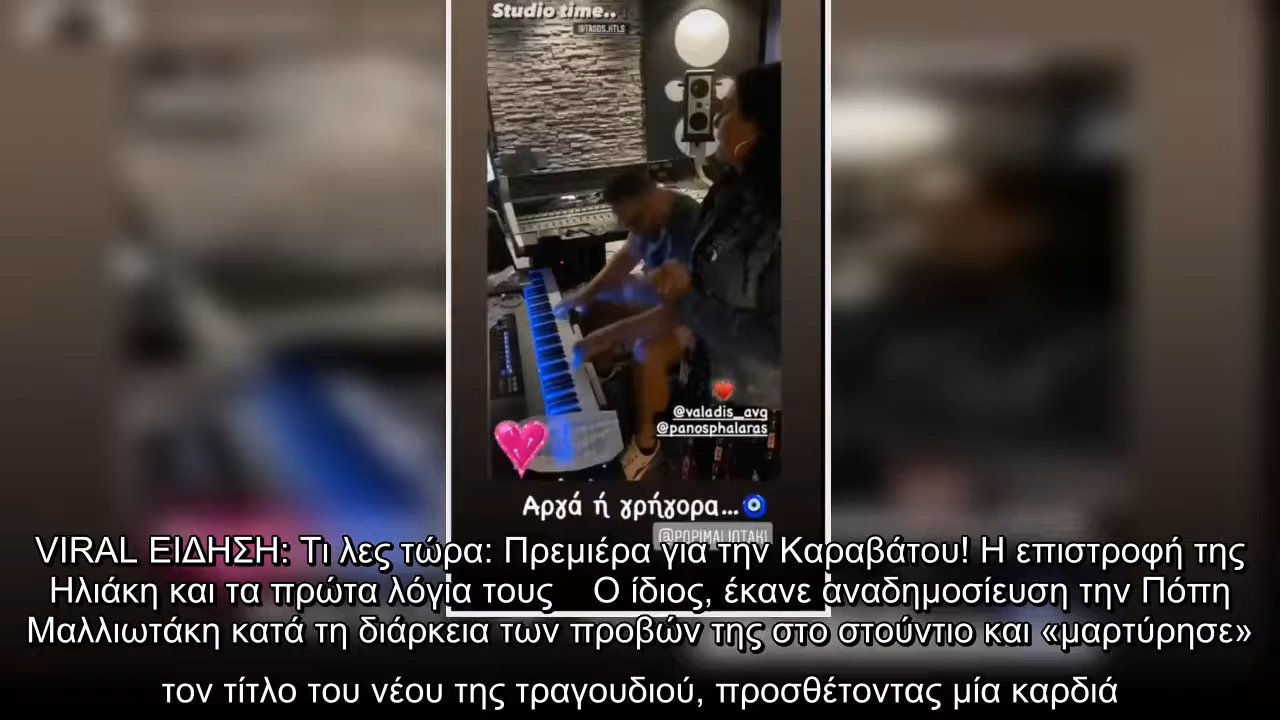 Studio time..
@TASOS_HTLS
@valadis_avg
@panosphalaras
Αργά ή γρήγορα...
@POPIMALIOTAKI
VIRAL ΕΙΔΗΣΗ: Τι λες τώρα: Πρεμιέρα για την Καραβάτου! Η επιστροφή της
Ηλιάκη και τα πρώτα λόγια τους Ο ίδιος, έκανε αναδημοσίευση την Πόπη
Μαλλιωτάκη κατά τη διάρκεια των προβών της στο στούντιο και «μαρτύρησε»
τον τίτλο του νέου της τραγουδιού, προσθέτοντας μία καρδιά